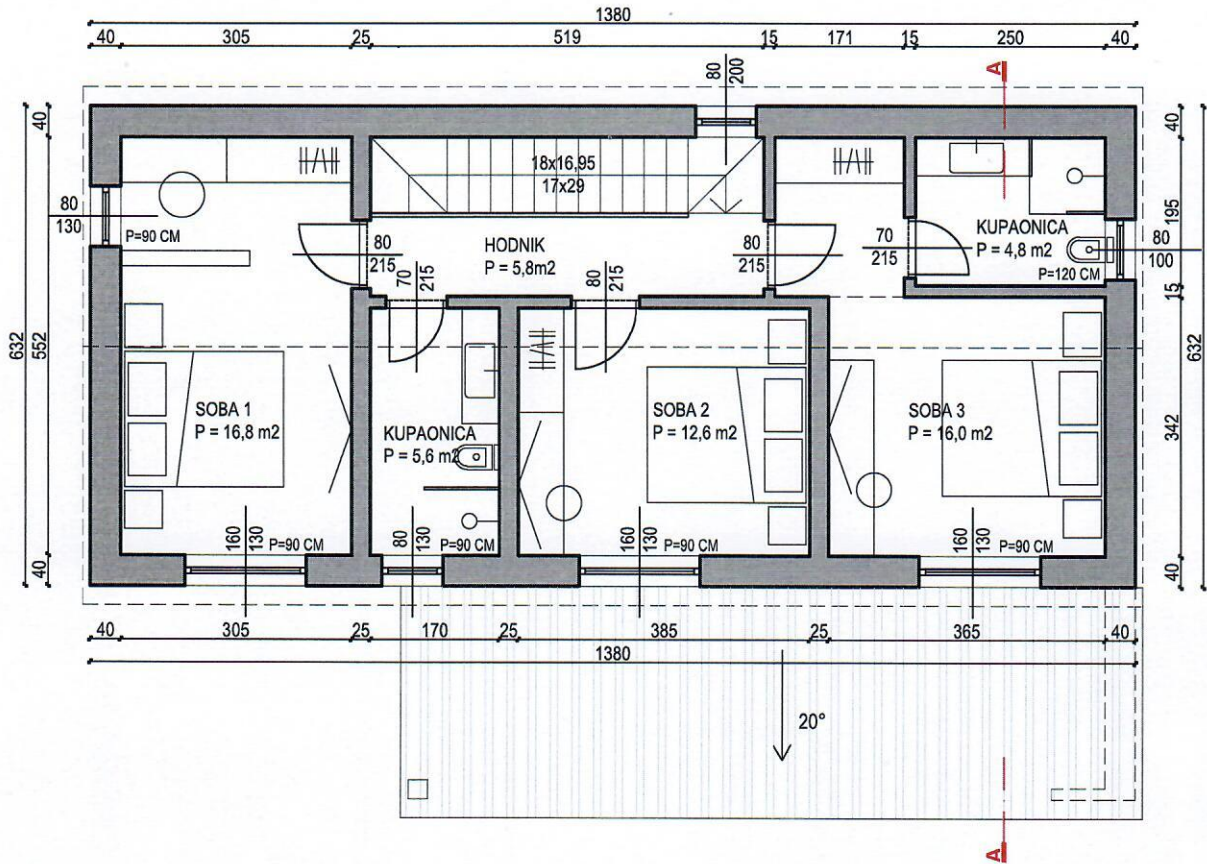 1380
40 305 25 519 15 171 15 250 40
80
200
A
40
40
18x16,95
17x29
80
130
P=90 CM
HODNIK
P = 5,8m2
80
215
70
215
80
215
80
215
70
215
KUPAONICA
P = 4,8 m2
P=120 CM
80
100
195
15
632
552
342
632
SOBA 1
P = 16,8 m2
KUPAONICA
P = 5,6 m2
SOBA 2
P = 12,6 m2
SOBA 3
P = 16,0 m2
160
130
P=90 CM
80
130
P=90 CM
160
130
P=90 CM
160
130
P=90 CM
40
40
40 305 25 170 25 385 25 365 40
1380
20°
A